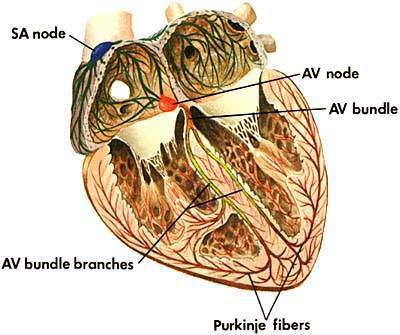 SA node
AV node
AV bundle
AV bundle branches
Purkinje fibers